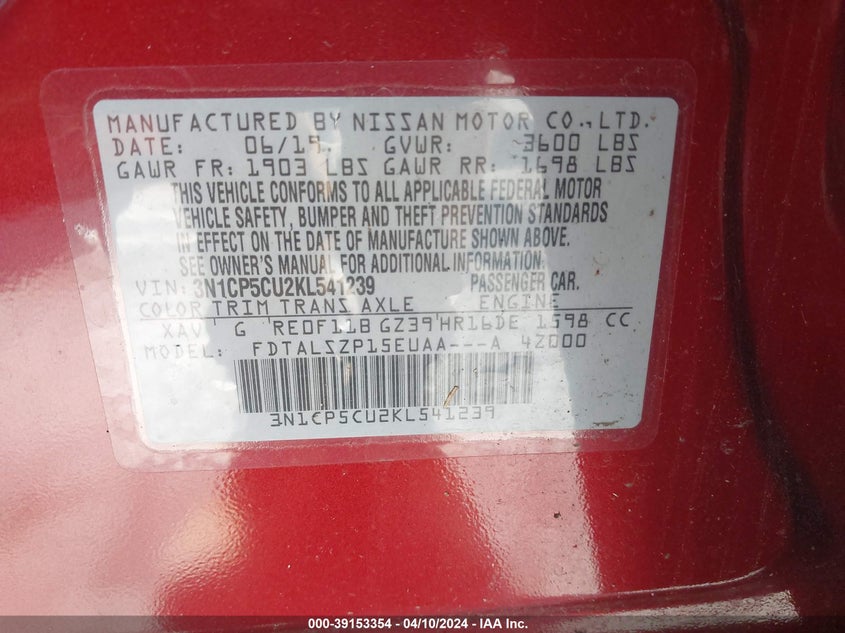 MANUFACTURED BY NISSAN MOTOR CO.,LTD.
DATE: 06/19 GVWR: 3600 LBS
GAWR FR: 1903 LBS GAWR RR: 1698 LBS
THIS VEHICLE CONFORMS TO ALL APPLICABLE FEDERAL MOTOR
VEHICLE SAFETY, BUMPER AND THEFT PREVENTION STANDARDS
IN EFFECT ON THE DATE OF MANUFACTURE SHOWN ABOVE.
SEE OWNER'S MANUAL FOR ADDITIONAL INFORMATION.
VIN: 3N1CP5CU2KL541239 PASSENGER CAR.
COLOR TRIM TRANS AXLE ENGINE
XAV G RE0F11B GZ39 HR16DE 1598 CC
MODEL: FDTALSZP15EUAA---A 4Z000
3N1CP5CU2KL541239
000-39153354 - 04/10/2024 - IAA Inc.